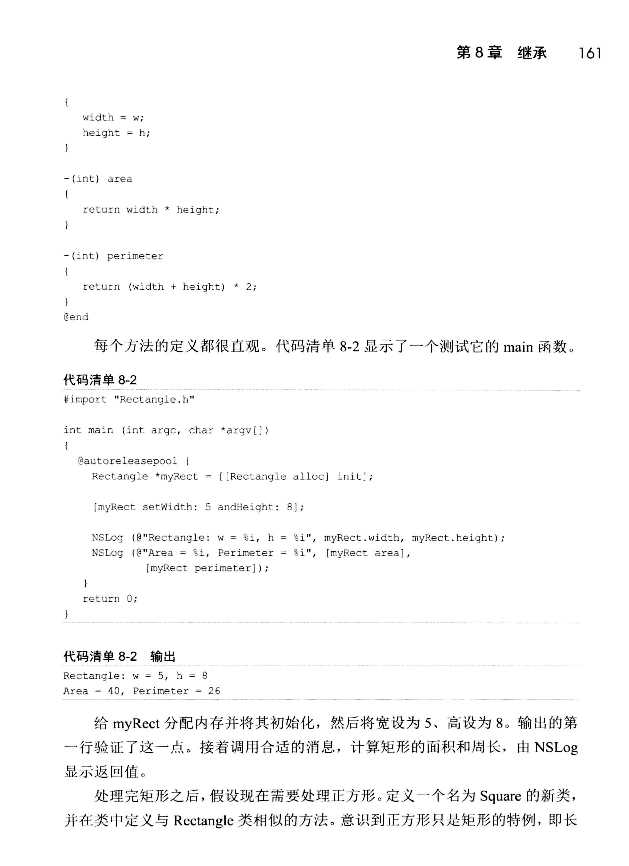 第 8 章 继承 161
{
width = w;
height = h;
}
-(int) area
{
return width * height;
}
-(int) perimeter
{
return (width + height) * 2;
}
@end
每个方法的定义都很直观。代码清单 8-2 显示了一个测试它的 main 函数。
代码清单 8-2
#import "Rectangle.h"
int main (int argc, char *argv[])
{
@autoreleasepool {
Rectangle *myRect = [[Rectangle alloc] init];
[myRect setWidth: 5 andHeight: 8];
NSLog (@"Rectangle: w = %i, h = %i", myRect.width, myRect.height);
NSLog (@"Area = %i, Perimeter = %i", [myRect area],
[myRect perimeter]);
}
return 0;
}
代码清单 8-2 输出
Rectangle: w = 5, h = 8
Area = 40, Perimeter = 26
给 myRect 分配内存并将其初始化，然后将宽设为 5、高设为 8。输出的第
一行验证了这一点。接着调用合适的消息，计算矩形的面积和周长，由 NSLog
显示返回值。
处理完矩形之后，假设现在需要处理正方形。定义一个名为 Square 的新类，
并在类中定义与 Rectangle 类相似的方法。意识到正方形只是矩形的特例，即长